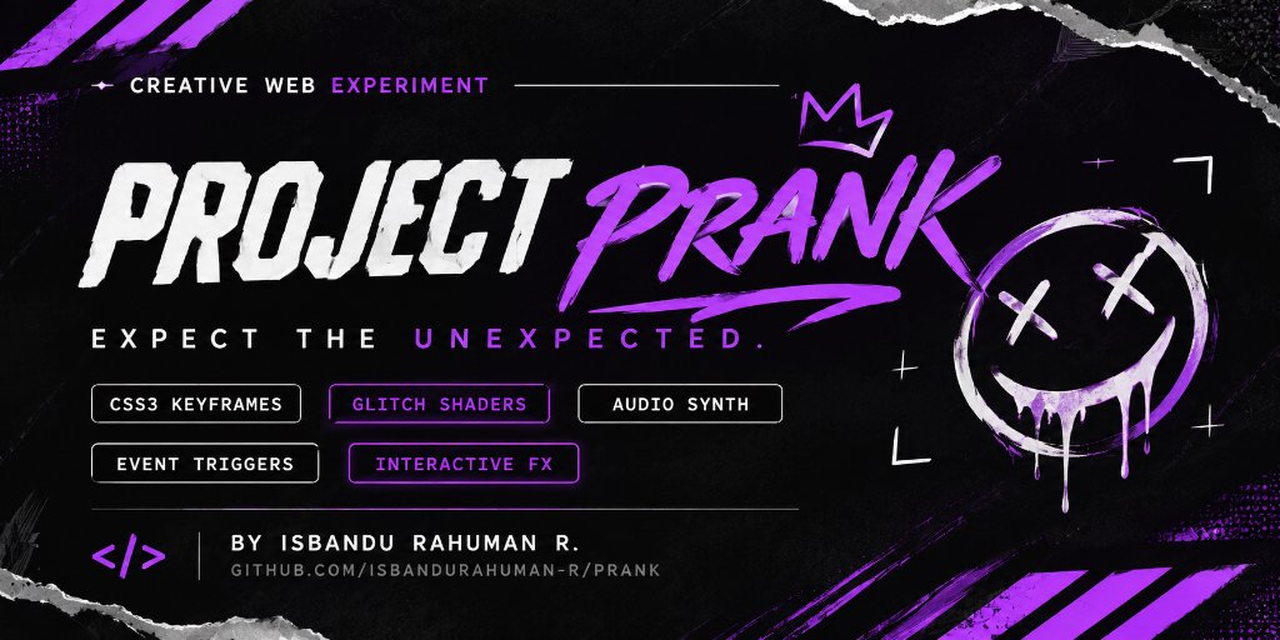 CREATIVE WEB EXPERIMENT
PROJECT PRANK
EXPECT THE UNEXPECTED.
CSS3 KEYFRAMES
GLITCH SHADERS
AUDIO SYNTH
EVENT TRIGGERS
INTERACTIVE FX
</>
BY ISBANDU RAHUMAN R.
GITHUB.COM/ISBANDURAHUMAN-R/PRANK